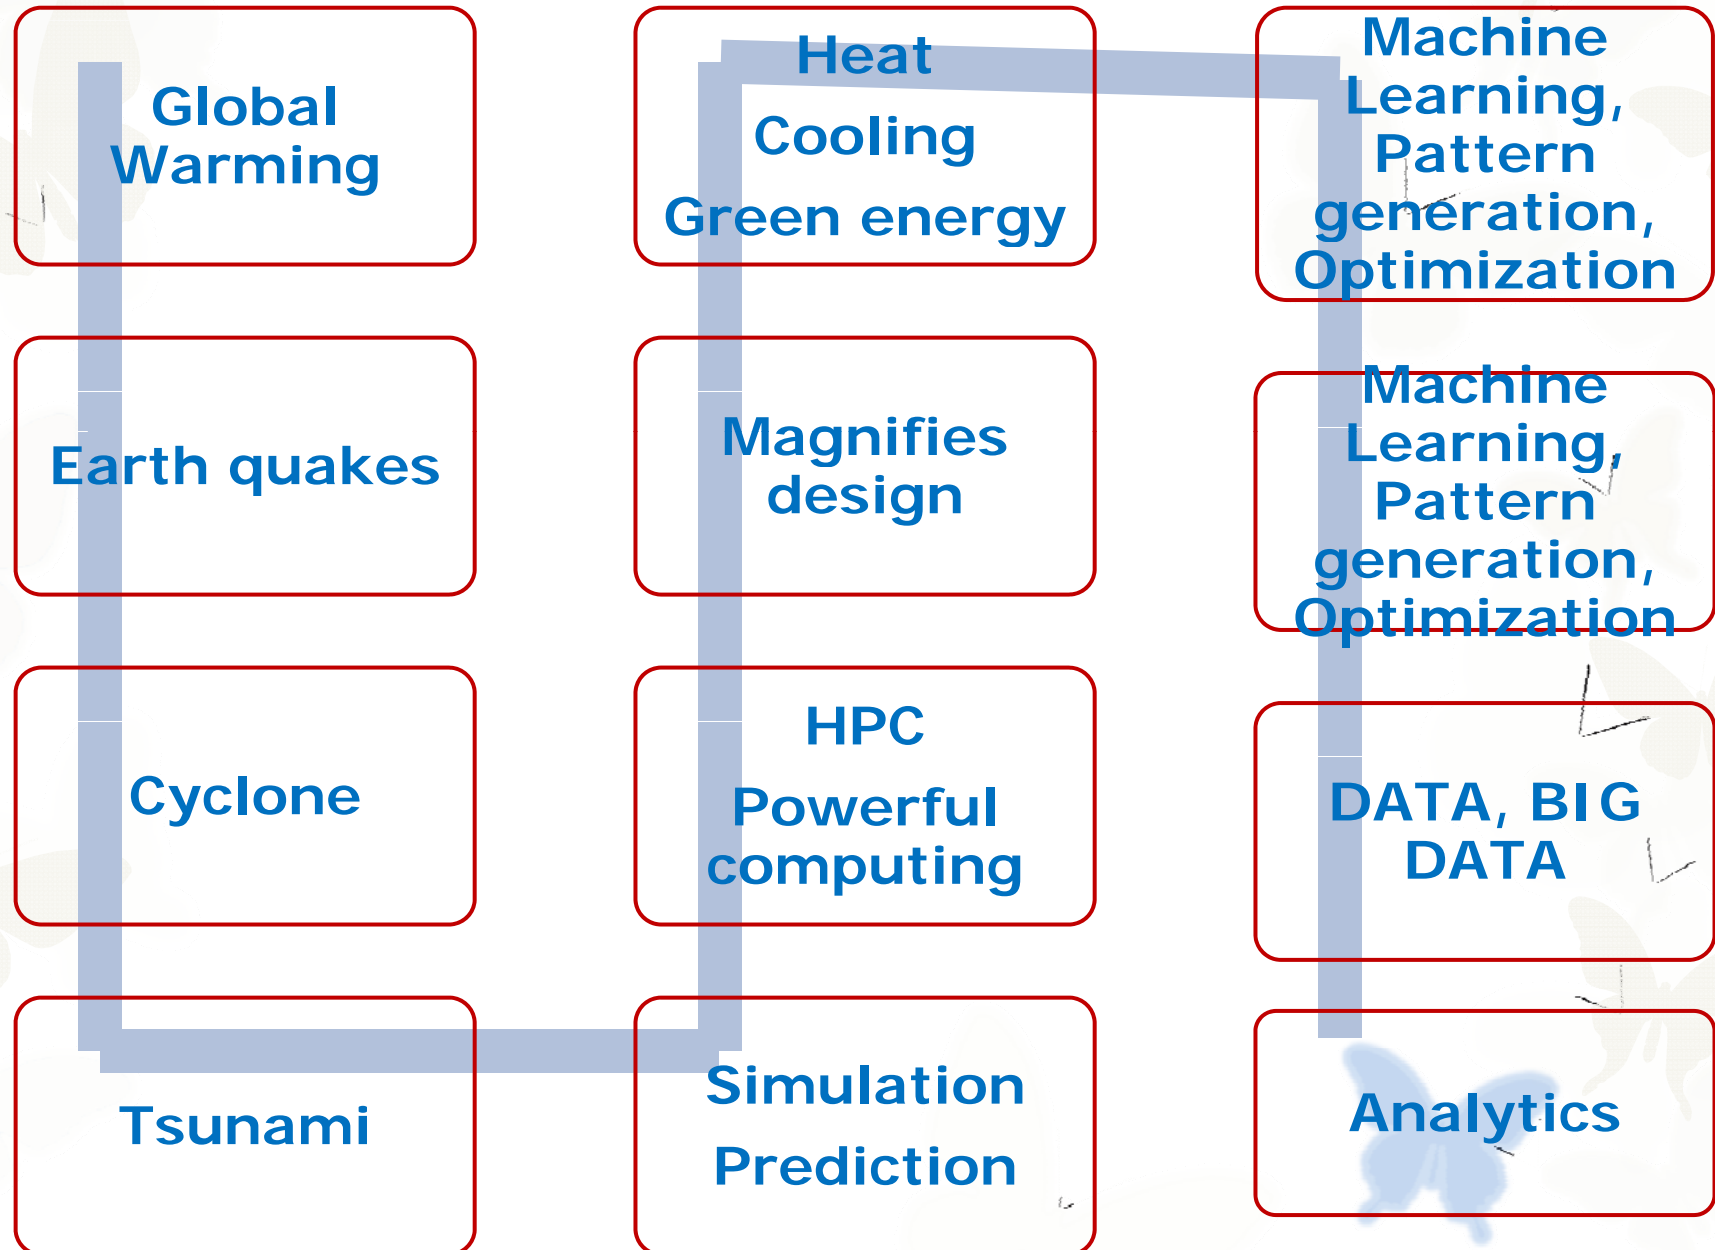 Global
Warming
Earth quakes
Cyclone
Tsunami
Simulation
Prediction
HPC
Powerful
computing
Magnifies
design
Heat
Cooling
Green energy
Machine
Learning,
Pattern
generation,
Optimization
Machine
Learning,
Pattern
generation,
Optimization
DATA, BIG
DATA
Analytics